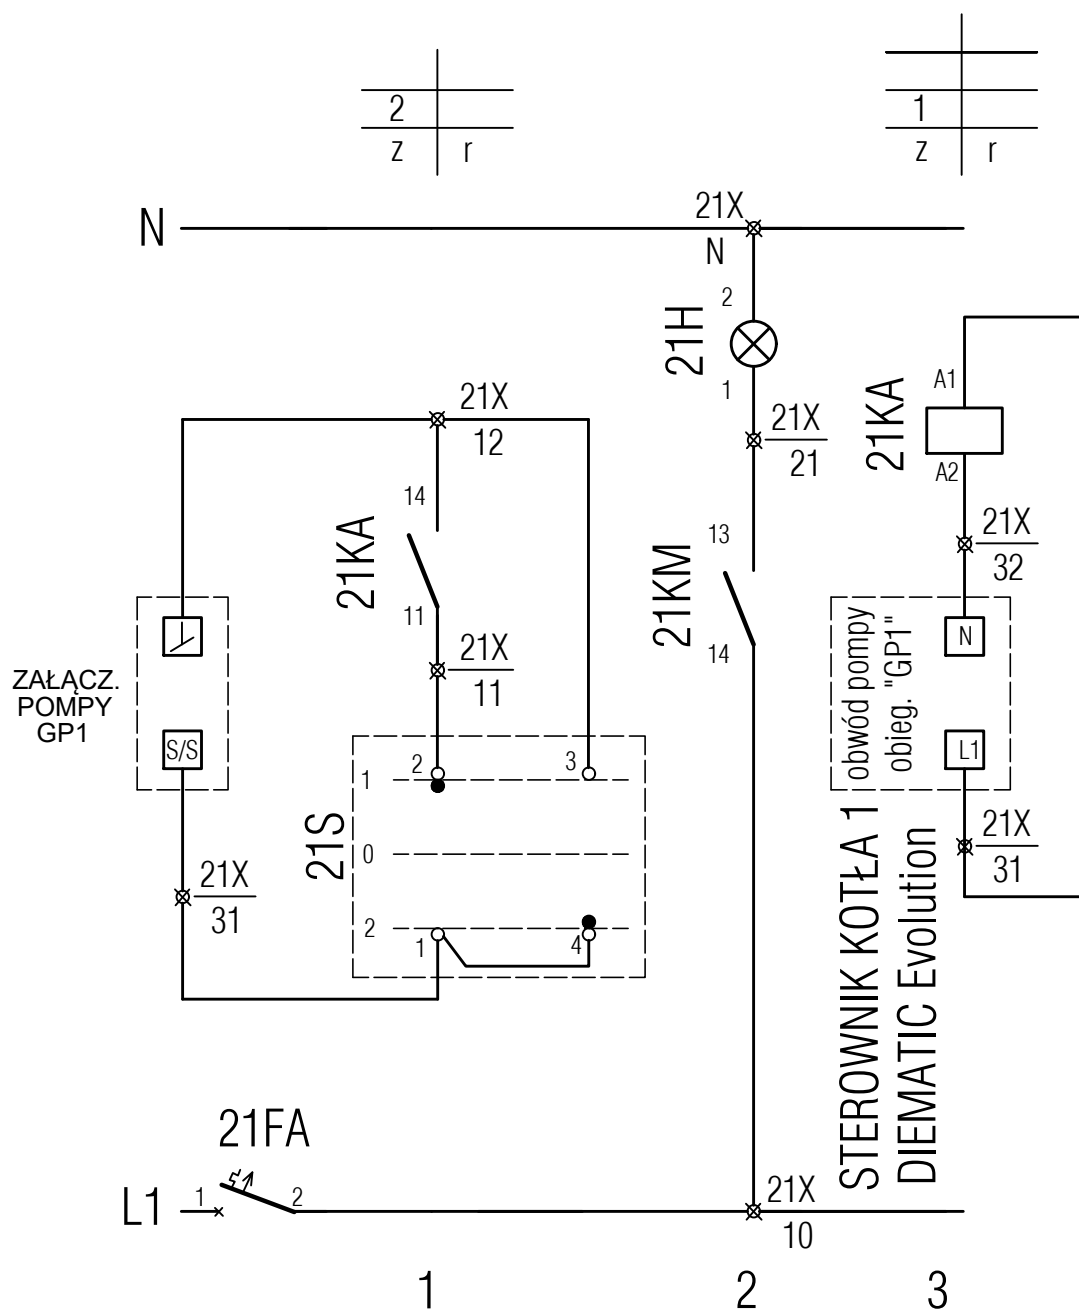 2
z r
1
z r
N
21X
N
2
21H
1
21X
21
21KA
A1
A2
21X
32
21X
12
14
21KA
11
21X
11
13
21KM
14
ZAŁĄCZ.
POMPY
GP1
S/S
21X
31
21S
1
0
2
2
3
1
4
obwód pompy
obieg. "GP1"
N
L1
21X
31
STEROWNIK KOTŁA 1
DIEMATIC Evolution
21FA
L1
1
2
21X
10
1 2 3